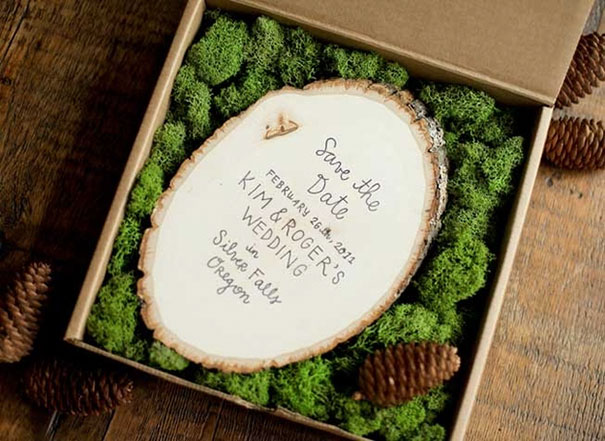 Save the
Date
FEBRUARY 26th, 2011
KIM & ROGER'S
WEDDING
in
Silver Falls
Oregon